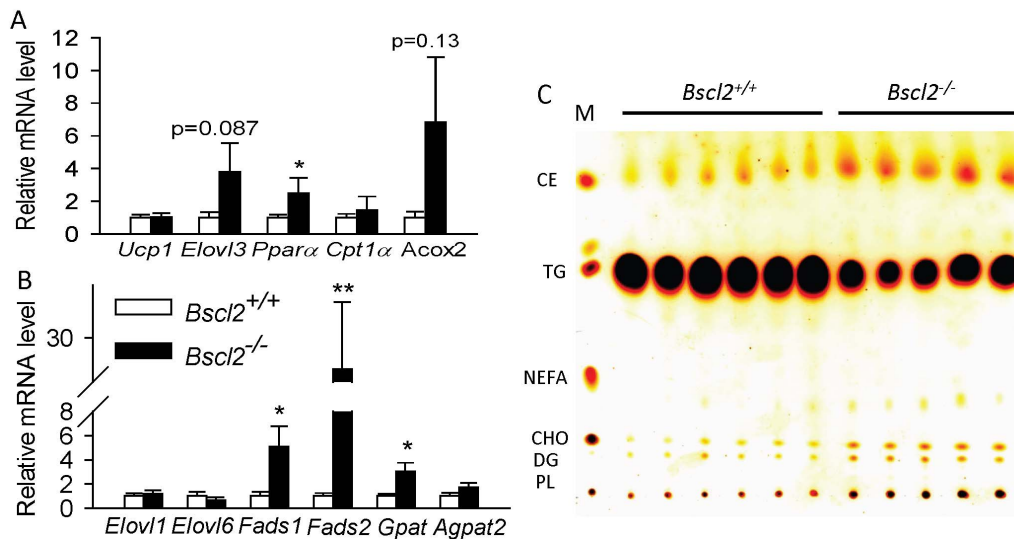 A
Relative mRNA level
12
10
8
6
4
2
0
p=0.087
*
p=0.13
Ucp1 Elovl3 Pparα Cpt1α Acox2
B
Relative mRNA level
30
8
6
4
2
0
Bscl2+/+
Bscl2-/-
*
**
*
Elovl1 Elovl6 Fads1 Fads2 Gpat Agpat2
C
M
Bscl2+/+
Bscl2-/-
CE
TG
NEFA
CHO
DG
PL